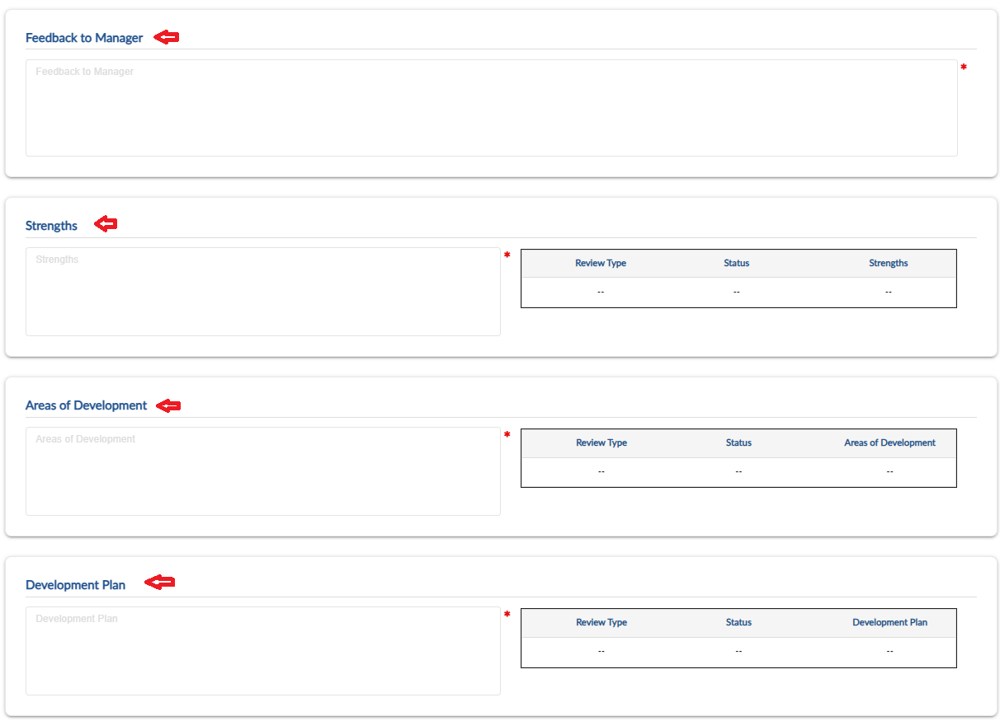 Feedback to Manager
Feedback to Manager
*
Strengths
Strengths
*
Review Type Status Strengths
-- -- --
Areas of Development
Areas of Development
*
Review Type Status Areas of Development
-- -- --
Development Plan
Development Plan
*
Review Type Status Development Plan
-- -- --